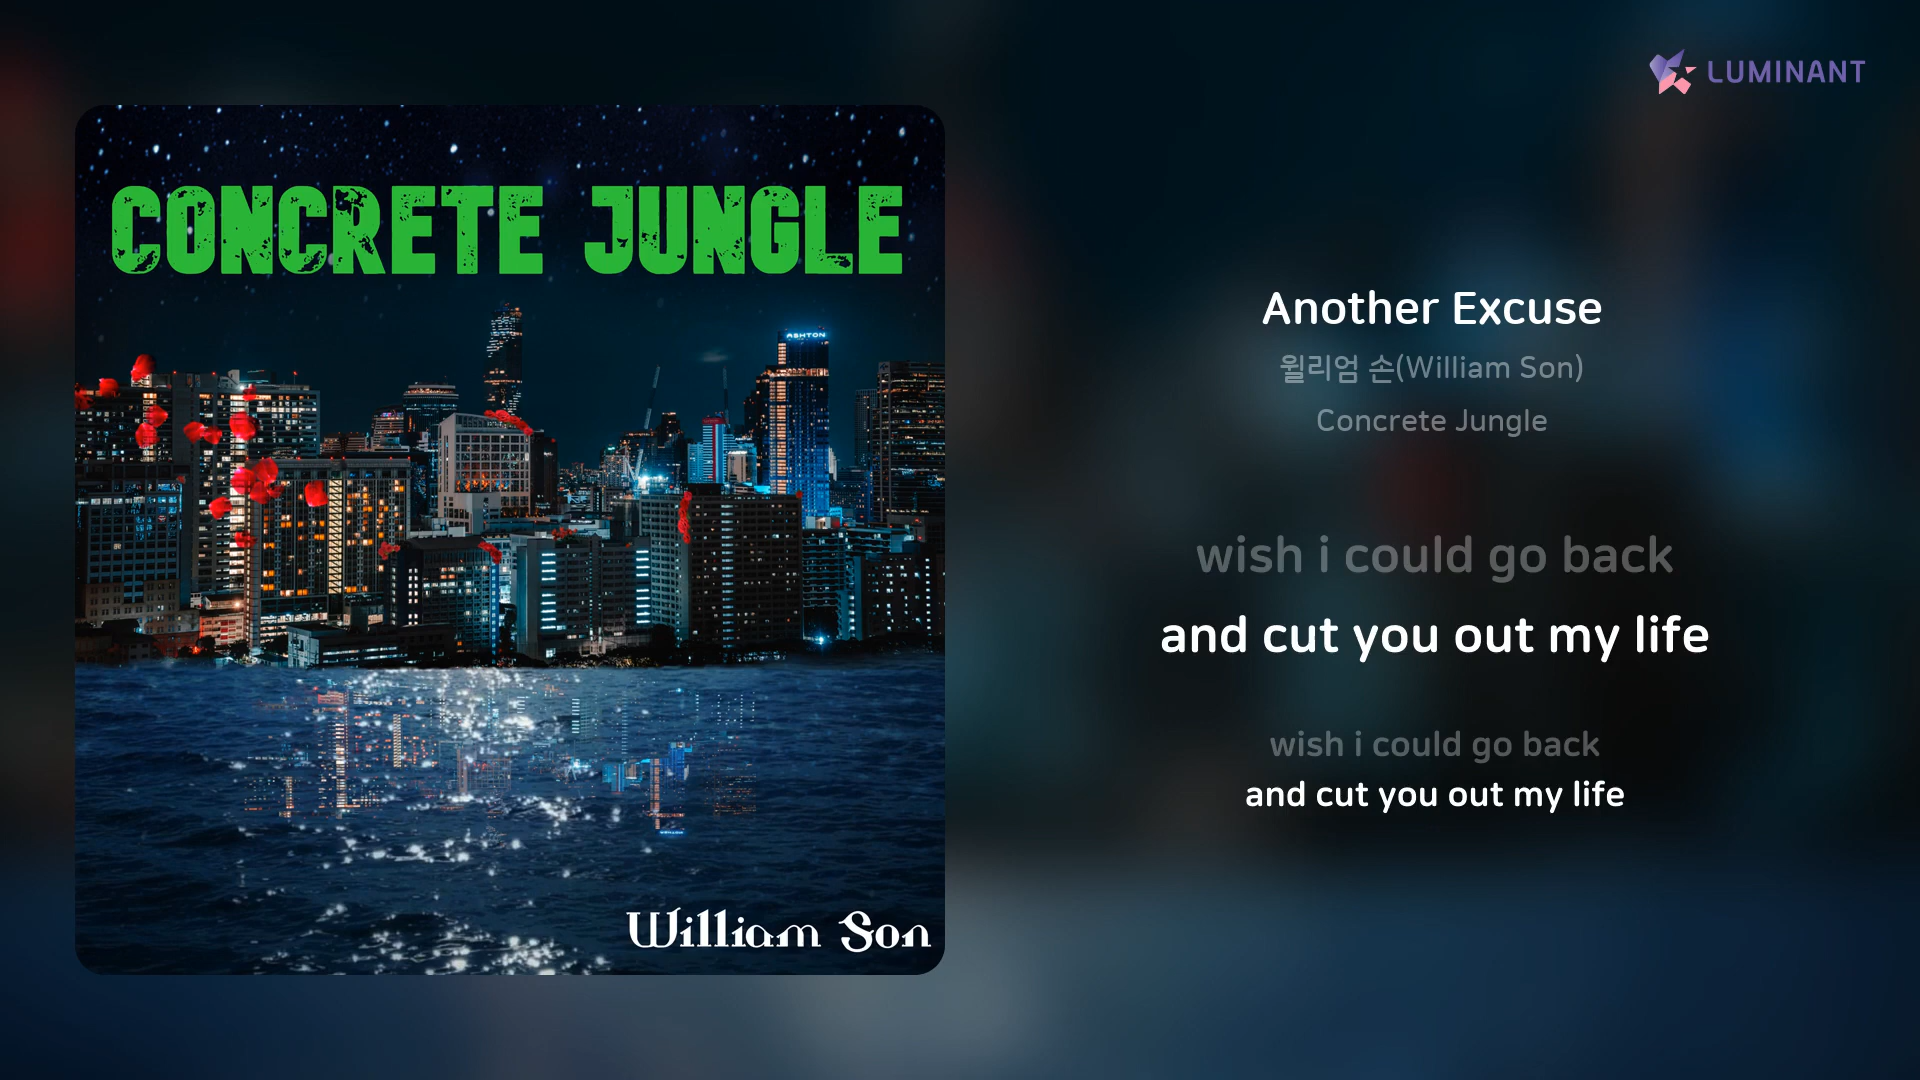 LUMINANT
CONCRETE JUNGLE
ASHTON
William Son
Another Excuse
윌리엄 손(William Son)
Concrete Jungle
wish i could go back
and cut you out my life
wish i could go back
and cut you out my life